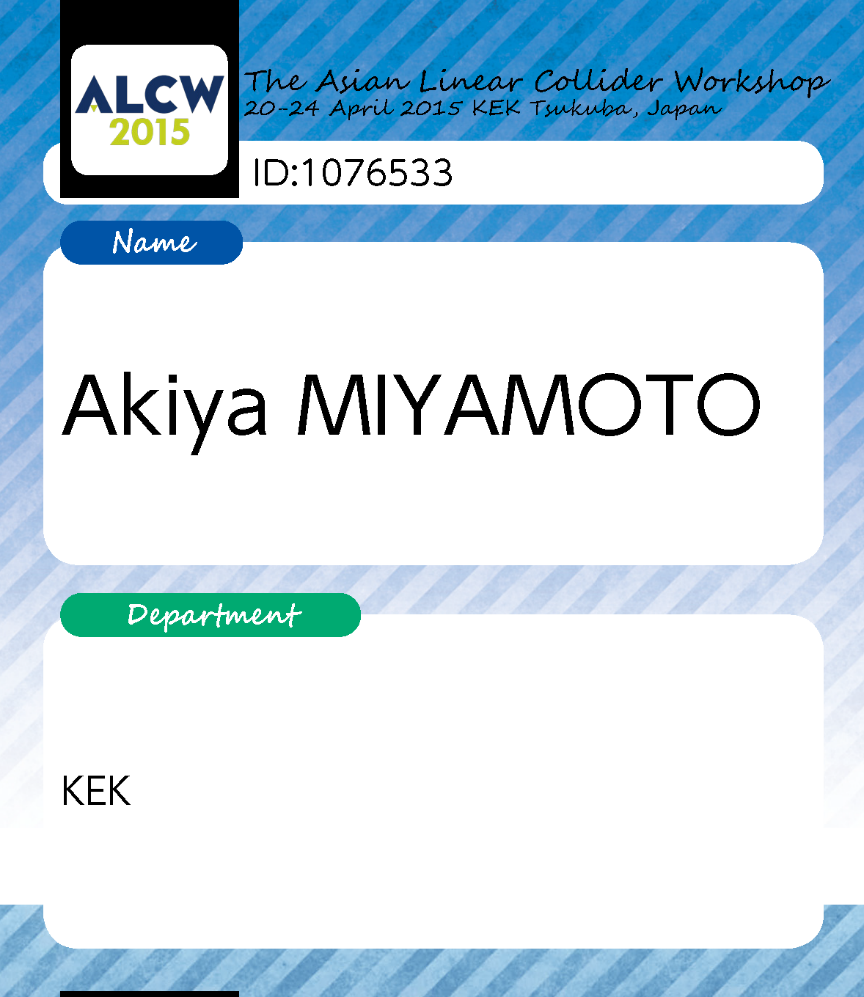 ALCW
2015
The Asian Linear Collider Workshop
20-24 April 2015 KEK Tsukuba, Japan
ID:1076533
Name
Akiya MIYAMOTO
Department
KEK